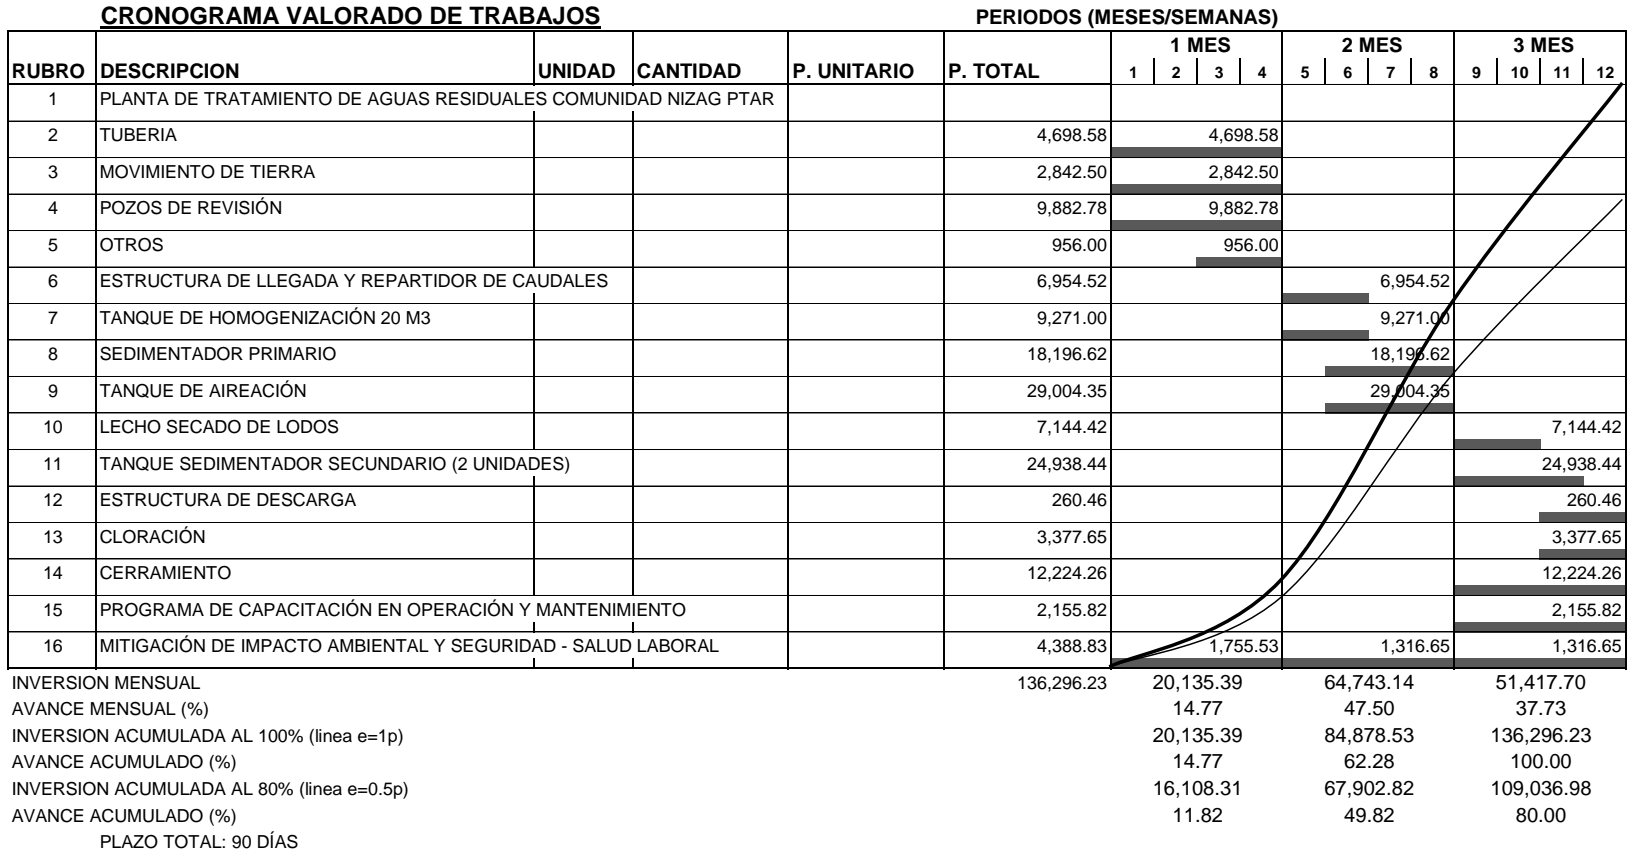 CRONOGRAMA VALORADO DE TRABAJOS PERIODOS (MESES/SEMANAS)
1 MES 2 MES 3 MES
RUBRO DESCRIPCION UNIDAD CANTIDAD P. UNITARIO P. TOTAL 1 2 3 4 5 6 7 8 9 10 11 12
1 PLANTA DE TRATAMIENTO DE AGUAS RESIDUALES COMUNIDAD NIZAG PTAR
2 TUBERIA 4,698.58 4,698.58
3 MOVIMIENTO DE TIERRA 2,842.50 2,842.50
4 POZOS DE REVISIÓN 9,882.78 9,882.78
5 OTROS 956.00 956.00
6 ESTRUCTURA DE LLEGADA Y REPARTIDOR DE CAUDALES 6,954.52 6,954.52
7 TANQUE DE HOMOGENIZACIÓN 20 M3 9,271.00 9,271.00
8 SEDIMENTADOR PRIMARIO 18,196.62 18,196.62
9 TANQUE DE AIREACIÓN 29,004.35 29,004.35
10 LECHO SECADO DE LODOS 7,144.42 7,144.42
11 TANQUE SEDIMENTADOR SECUNDARIO (2 UNIDADES) 24,938.44 24,938.44
12 ESTRUCTURA DE DESCARGA 260.46 260.46
13 CLORACIÓN 3,377.65 3,377.65
14 CERRAMIENTO 12,224.26 12,224.26
15 PROGRAMA DE CAPACITACIÓN EN OPERACIÓN Y MANTENIMIENTO 2,155.82 2,155.82
16 MITIGACIÓN DE IMPACTO AMBIENTAL Y SEGURIDAD - SALUD LABORAL 4,388.83 1,755.53 1,316.65 1,316.65
INVERSION MENSUAL 136,296.23 20,135.39 64,743.14 51,417.70
AVANCE MENSUAL (%) 14.77 47.50 37.73
INVERSION ACUMULADA AL 100% (linea e=1p) 20,135.39 84,878.53 136,296.23
AVANCE ACUMULADO (%) 14.77 62.28 100.00
INVERSION ACUMULADA AL 80% (linea e=0.5p) 16,108.31 67,902.82 109,036.98
AVANCE ACUMULADO (%) 11.82 49.82 80.00
PLAZO TOTAL: 90 DÍAS